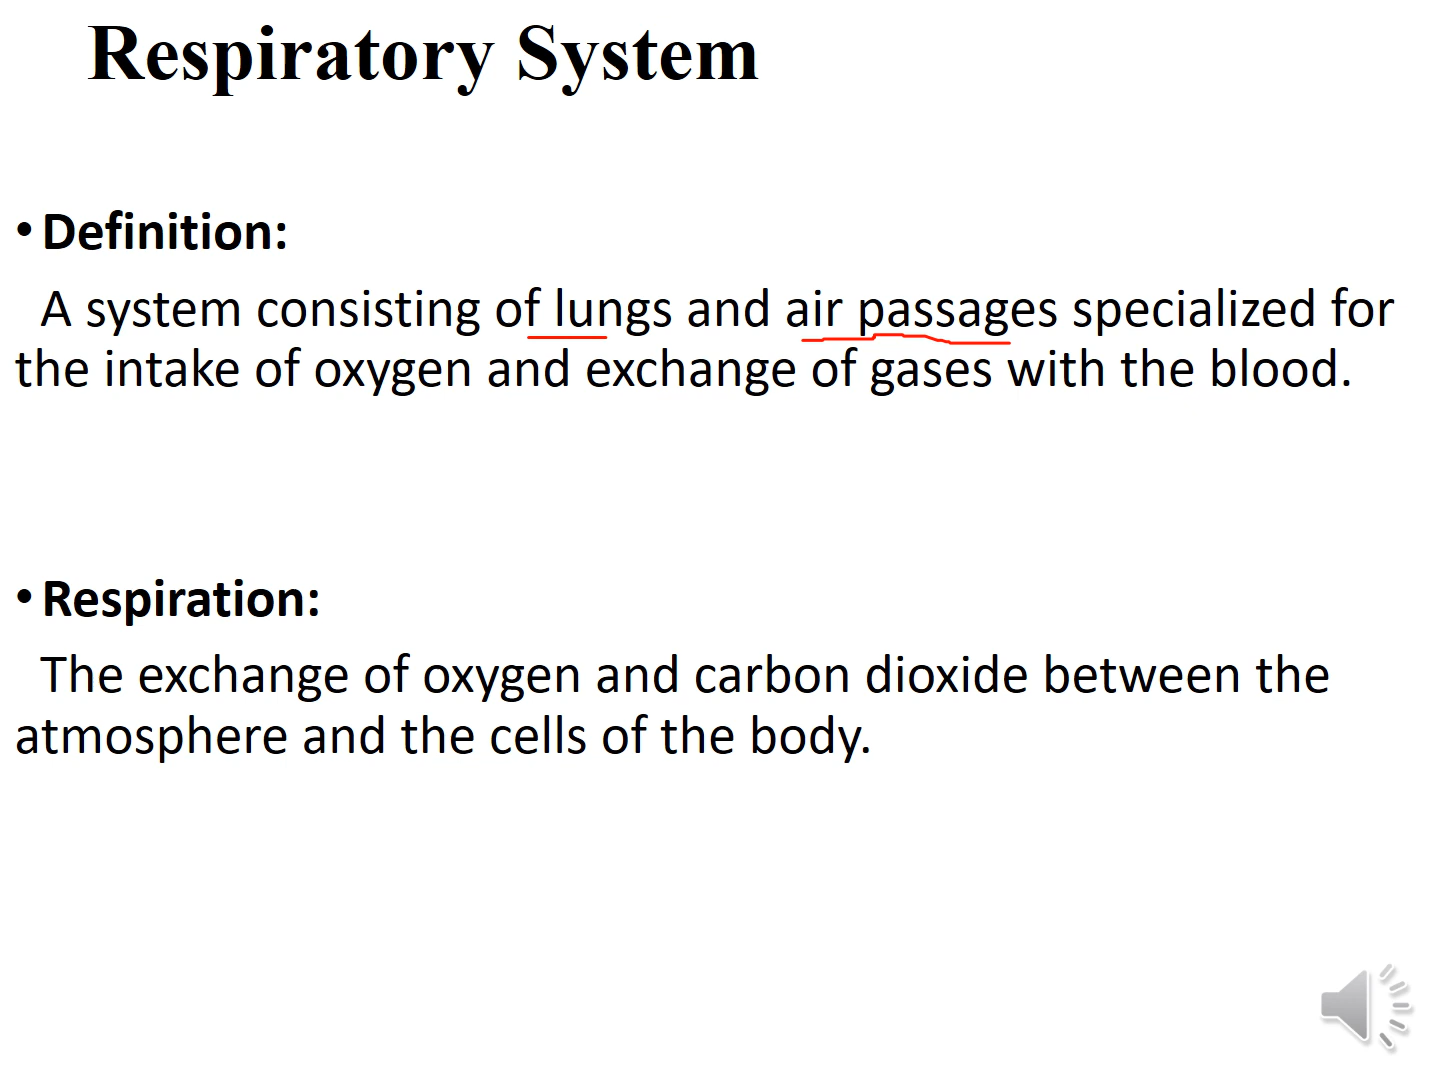 Respiratory System
• Definition:
A system consisting of lungs and air passages specialized for
the intake of oxygen and exchange of gases with the blood.
• Respiration:
The exchange of oxygen and carbon dioxide between the
atmosphere and the cells of the body.